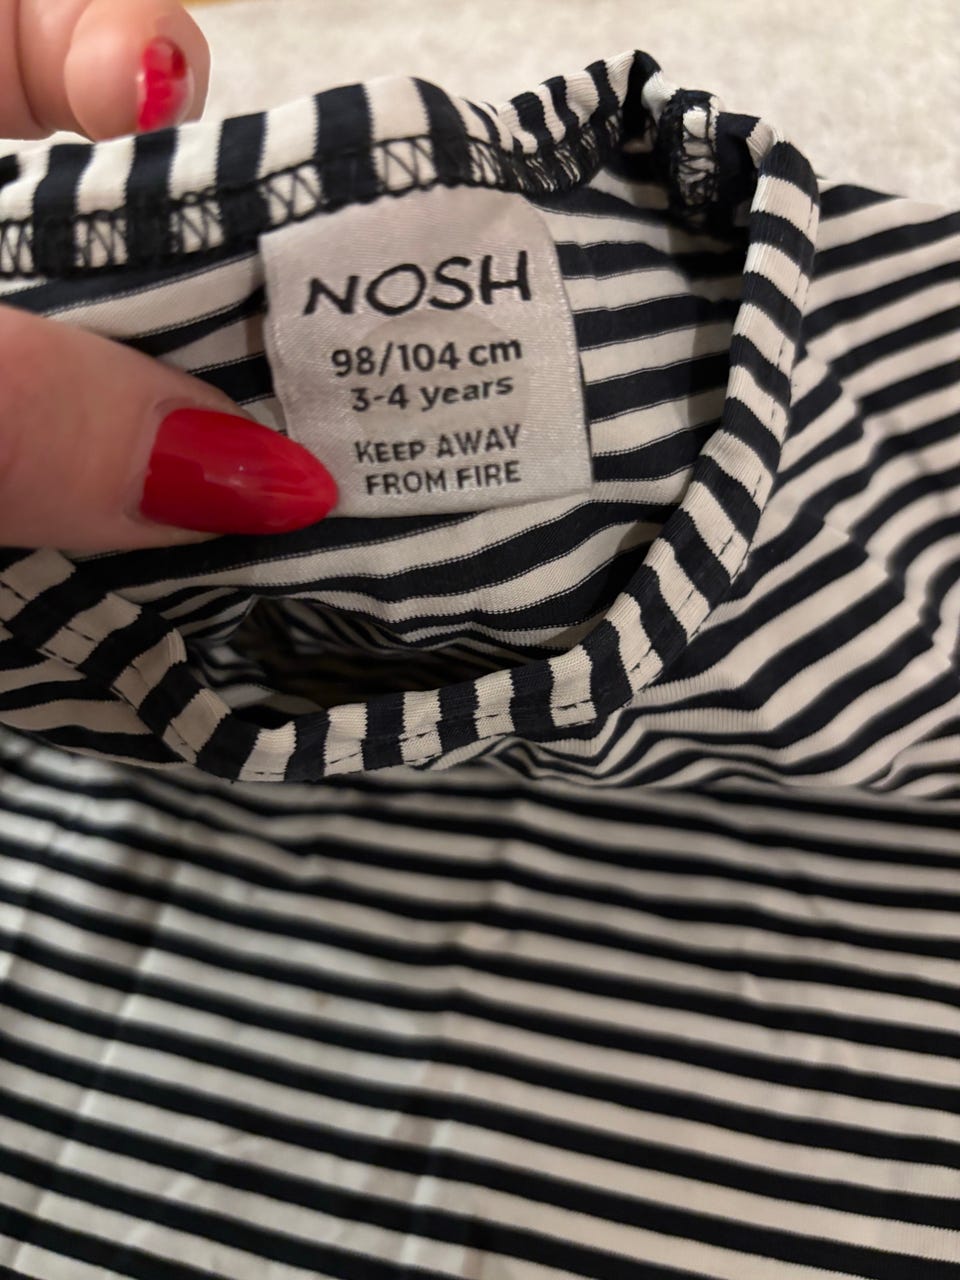 NOSH
98/104 cm
3-4 years
KEEP AWAY
FROM FIRE